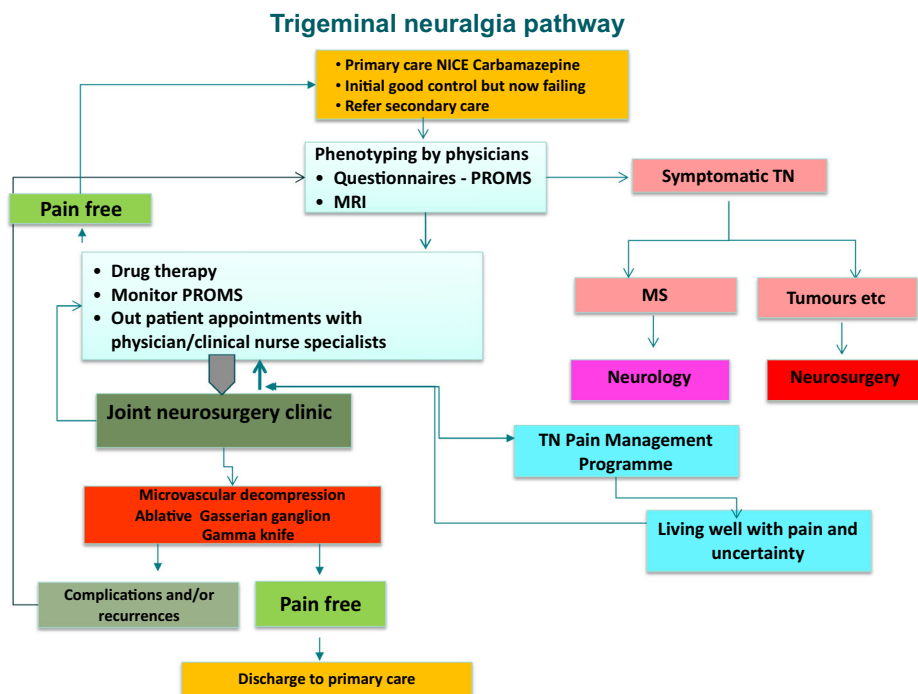 Trigeminal neuralgia pathway
• Primary care NICE Carbamazepine
• Initial good control but now failing
• Refer secondary care
Phenotyping by physicians
• Questionnaires - PROMS
• MRI
Symptomatic TN
Pain free
• Drug therapy
• Monitor PROMS
• Out patient appointments with
physician/clinical nurse specialists
MS
Tumours etc
Neurology
Neurosurgery
Joint neurosurgery clinic
TN Pain Management
Programme
Microvascular decompression
Ablative Gasserian ganglion
Gamma knife
Living well with pain and
uncertainty
Complications and/or
recurrences
Pain free
Discharge to primary care